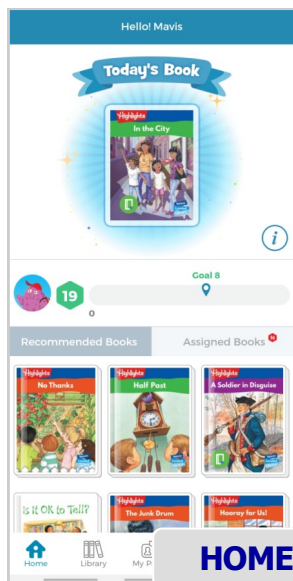 Hello! Mavis
Today's Book
Highlights
In the City
i
Goal 8
19
0
Recommended Books
Assigned Books
Highlights
No Thanks
Highlights
Half Past
Highlights
A Soldier in Disguise
Is It OK to Tell?
Highlights
The Junk Drum
Highlights
Hooray for Us!
Home
Library
My P
HOME